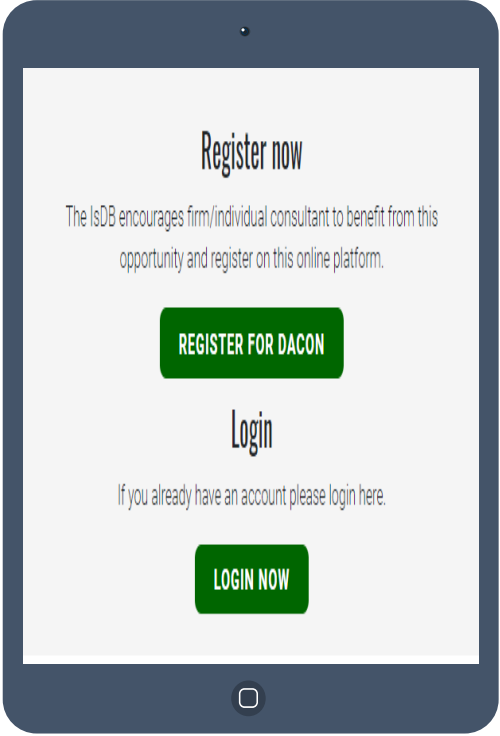 Register now
The IsDB encourages firm/individual consultant to benefit from this
opportunity and register on this online platform.
REGISTER FOR DACON
Login
If you already have an account please login here.
LOGIN NOW